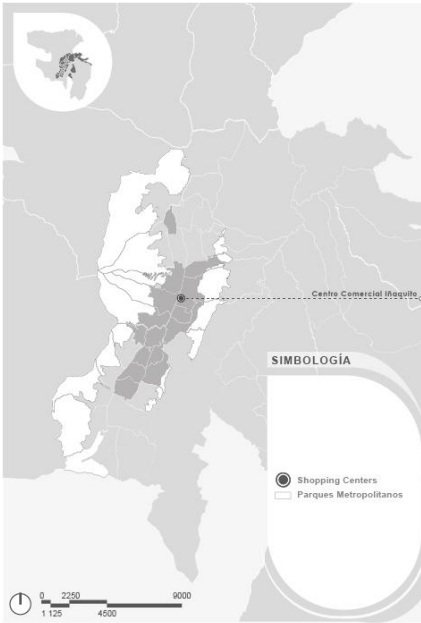 Centro Comercial Iñaquito
SIMBOLOGÍA
Shopping Centers
Parques Metropolitanos
0 2250 9000
1 125 4500